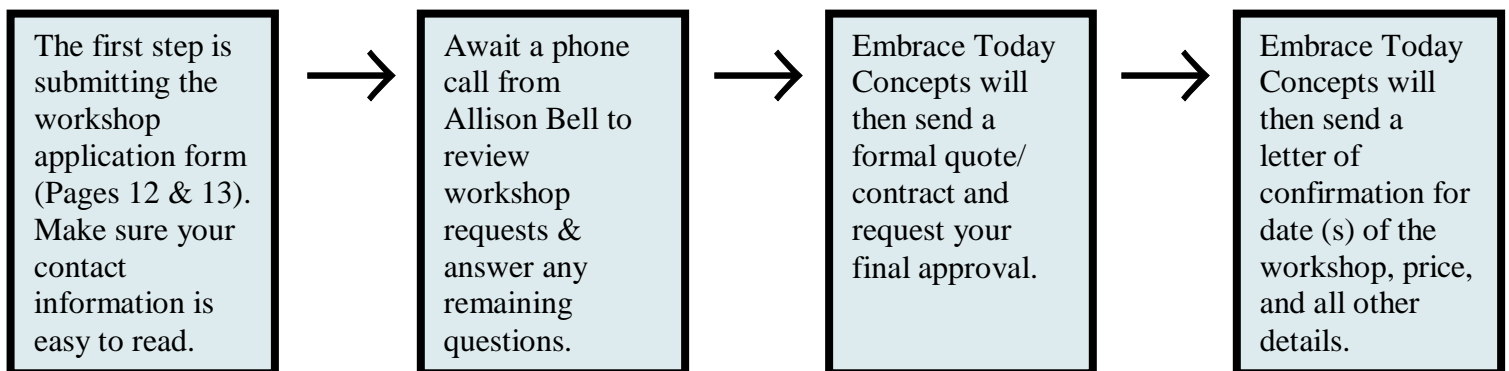 The first step is
submitting the
workshop
application form
(Pages 12 & 13).
Make sure your
contact
information is
easy to read.
Await a phone
call from
Allison Bell to
review
workshop
requests &
answer any
remaining
questions.
Embrace Today
Concepts will
then send a
formal quote/
contract and
request your
final approval.
Embrace Today
Concepts will
then send a
letter of
confirmation for
date (s) of the
workshop, price,
and all other
details.